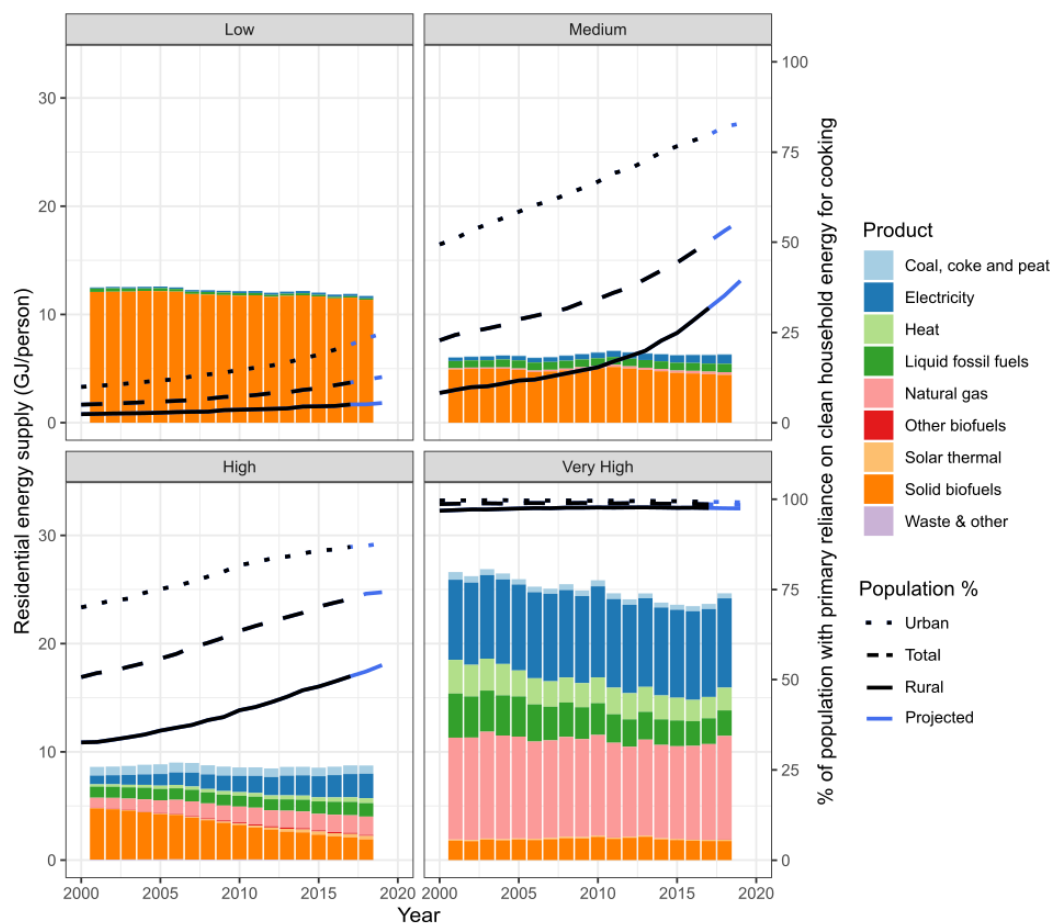 Low
Medium
30
20
10
0
100
75
50
25
0
High
Very High
30
20
10
0
100
75
50
25
0
2000
2005
2010
2015
2020
2000
2005
2010
2015
2020
Year
Residential energy supply (GJ/person)
% of population with primary reliance on clean household energy for cooking
Product
Coal, coke and peat
Electricity
Heat
Liquid fossil fuels
Natural gas
Other biofuels
Solar thermal
Solid biofuels
Waste & other
Population %
Urban
Total
Rural
Projected